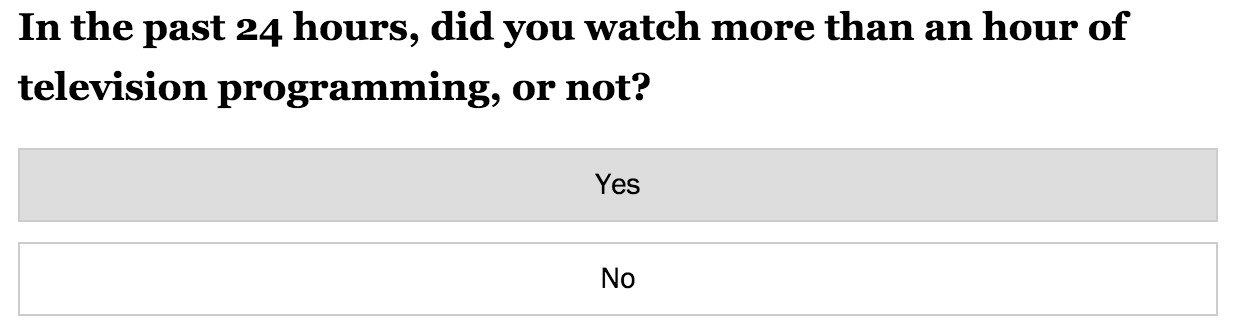 In the past 24 hours, did you watch more than an hour of
television programming, or not?
Yes
No